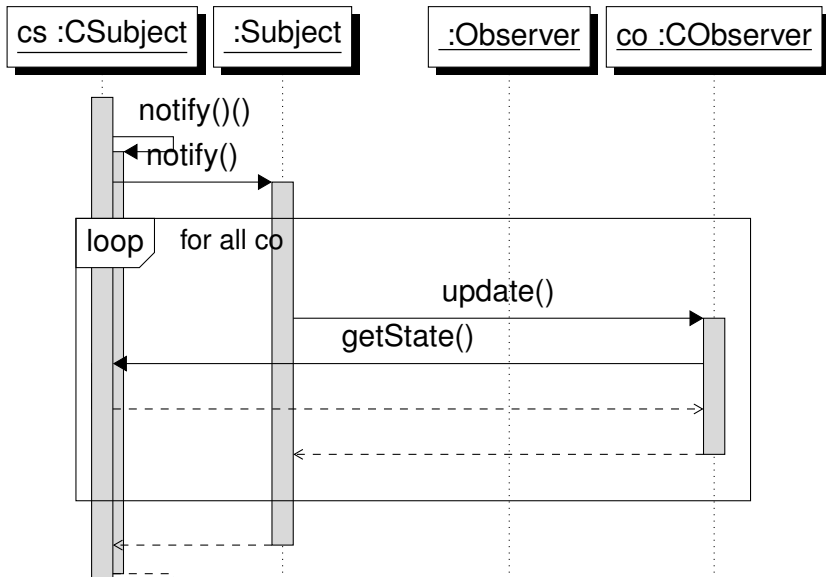 cs :CSubject
:Subject
:Observer
co :CObserver
notify()()
notify()
loop
for all co
update()
getState()